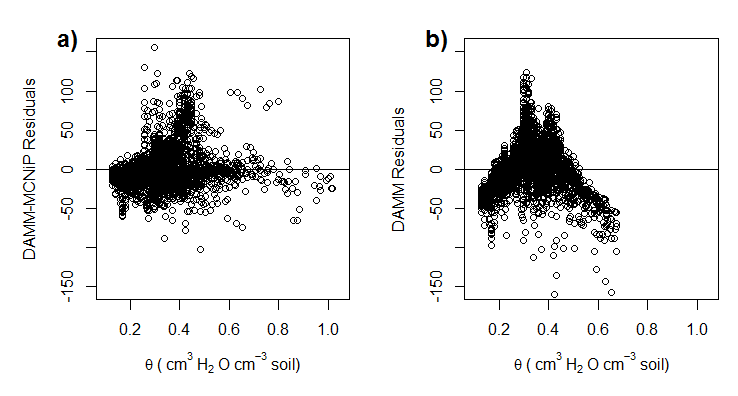 a)
DAMM-MCNiP Residuals
100
50
0
-50
-150
0.2 0.4 0.6 0.8 1.0
θ ( cm³ H₂ O cm⁻³ soil)
b)
DAMM Residuals
100
50
0
-50
-150
0.2 0.4 0.6 0.8 1.0
θ ( cm³ H₂ O cm⁻³ soil)